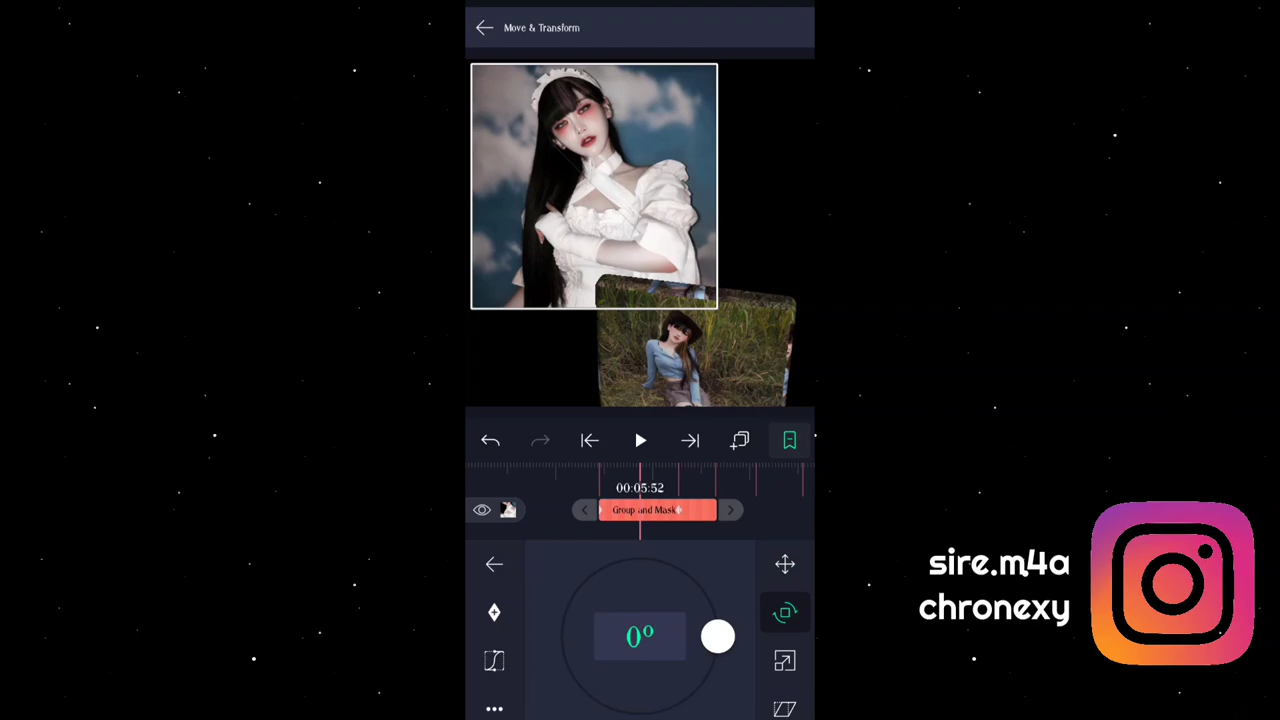 Move & Transform
00:05:52
Group and Mask
0°
sire.m4a
chronexy